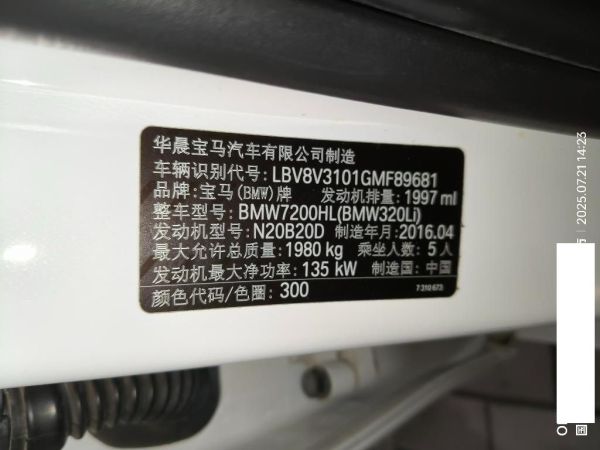 华晨宝马汽车有限公司制造
车辆识别代号: LBV8V3101GMF89681
品牌: 宝马(BMW)牌 发动机排量: 1997 ml
整车型号: BMW7200HL(BMW320Li)
发动机型号: N20B20D 制造年月: 2016.04
最大允许总质量: 1980 kg 乘坐人数: 5 人
发动机最大净功率: 135 kW 制造国: 中国
颜色代码/色圈: 300 7310673
2025.07.21 14:23